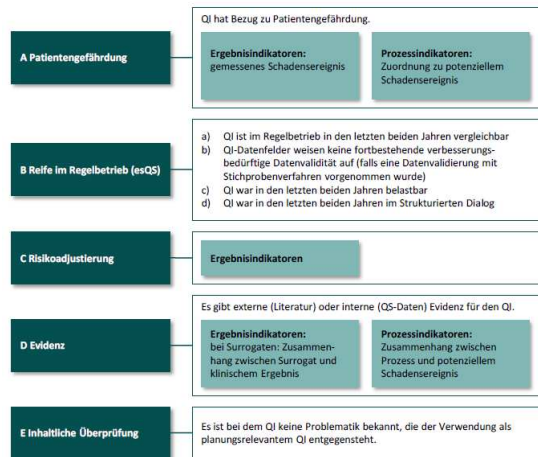 QI hat Bezug zu Patientengefährdung.
A Patientengefährdung
Ergebnisindikatoren:
gemessenes Schadensereignis
Prozessindikatoren:
Zuordnung zu potenziellem
Schadensereignis
B Reife im Regelbetrieb (esQS)
a) QI ist im Regelbetrieb in den letzten beiden Jahren vergleichbar
b) QI-Datenfelder weisen keine fortbestehende verbesserungs-
bedürftige Datenvalidität auf (falls eine Datenvalidierung mit
Stichprobenverfahren vorgenommen wurde)
c) QI war in den letzten beiden Jahren belastbar
d) QI war in den letzten beiden Jahren im Strukturierten Dialog
C Risikoadjustierung
Ergebnisindikatoren
Es gibt externe (Literatur) oder interne (QS-Daten) Evidenz für den QI.
D Evidenz
Ergebnisindikatoren:
bei Surrogaten: Zusammen-
hang zwischen Surrogat und
klinischem Ergebnis
Prozessindikatoren:
Zusammenhang zwischen
Prozess und potenziellem
Schadensereignis
E Inhaltliche Überprüfung
Es ist bei dem QI keine Problematik bekannt, die der Verwendung als
planungsrelevantem QI entgegensteht.